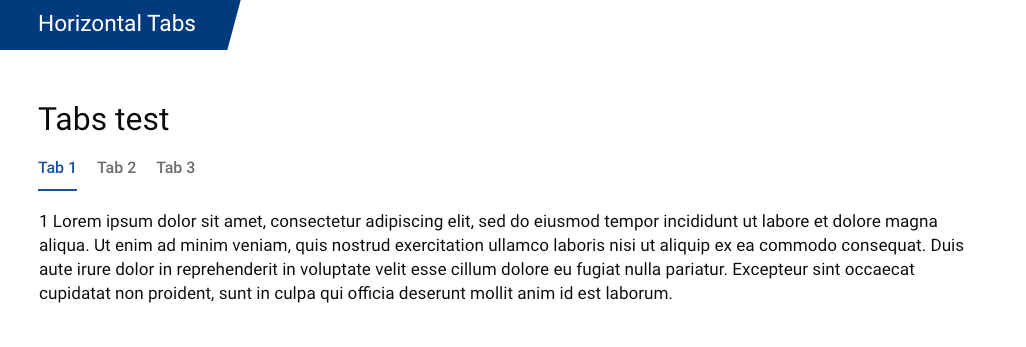 Horizontal Tabs
Tabs test
Tab 1 Tab 2 Tab 3
1 Lorem ipsum dolor sit amet, consectetur adipiscing elit, sed do eiusmod tempor incididunt ut labore et dolore magna
aliqua. Ut enim ad minim veniam, quis nostrud exercitation ullamco laboris nisi ut aliquip ex ea commodo consequat. Duis
aute irure dolor in reprehenderit in voluptate velit esse cillum dolore eu fugiat nulla pariatur. Excepteur sint occaecat
cupidatat non proident, sunt in culpa qui officia deserunt mollit anim id est laborum.